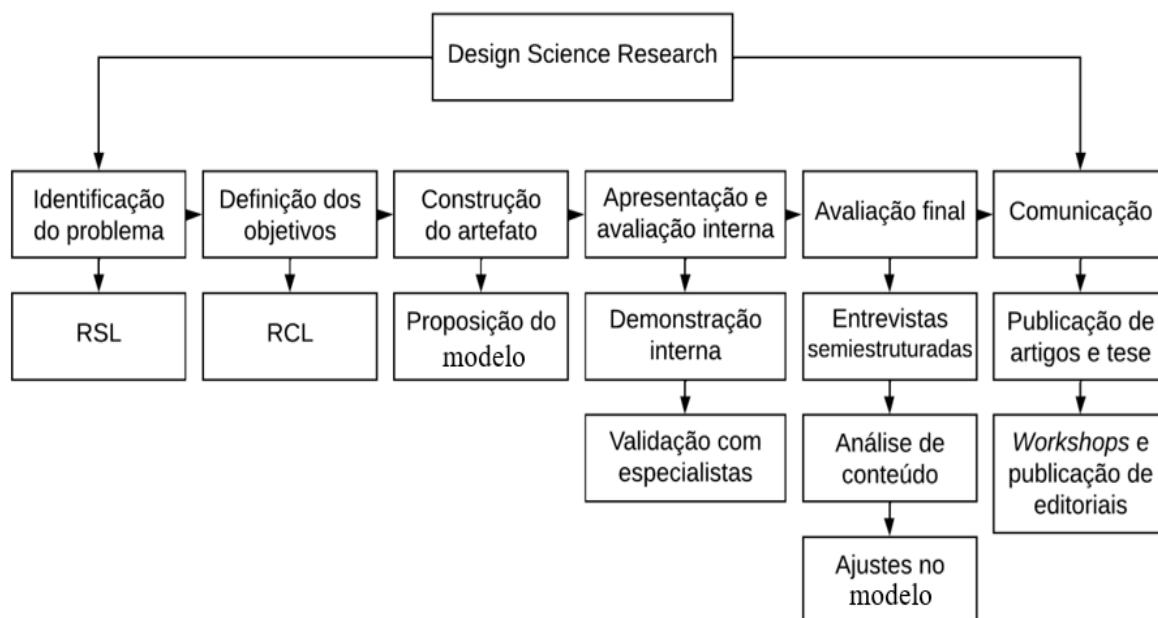 Design Science Research
Identificação
do problema
Definição dos
objetivos
Construção
do artefato
Apresentação e
avaliação interna
Avaliação final
Comunicação
RSL
RCL
Proposição do
modelo
Demonstração
interna
Entrevistas
semiestruturadas
Publicação de
artigos e tese
Validação com
especialistas
Análise de
conteúdo
Workshops e
publicação de
editoriais
Ajustes no
modelo